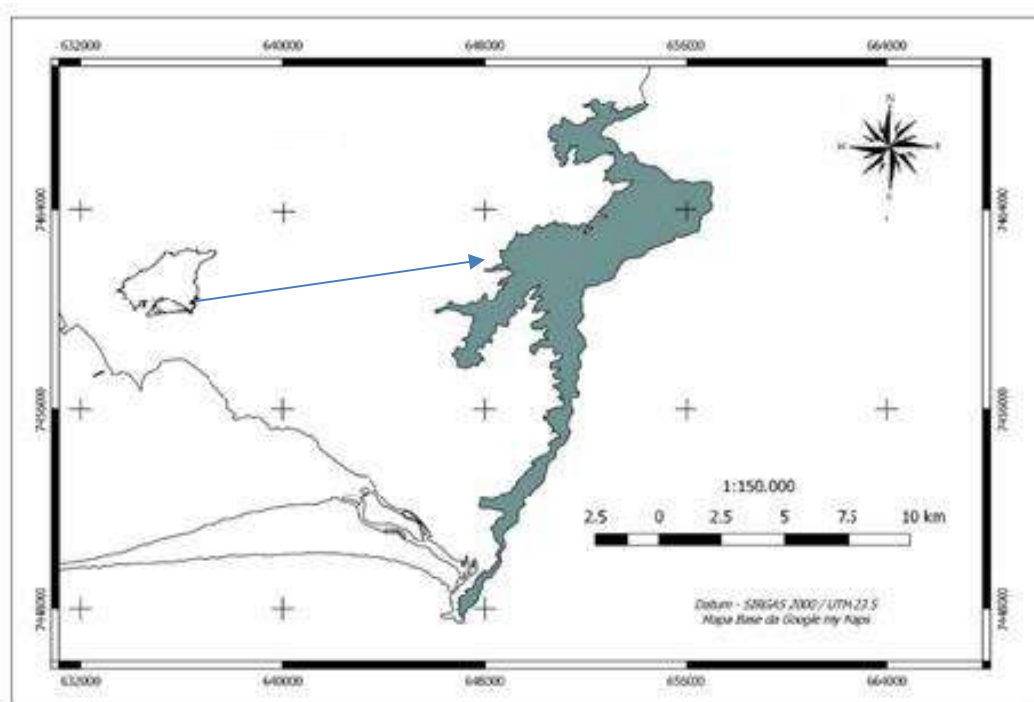 632000 640000 648000 656000 664000
N
7464000 7464000
7456000 7456000
1:150.000
2.5 0 2.5 5 7.5 10 km
7448000 7448000
Datum - SIRGAS 2000 / UTM 23 S
Mapa Base da Google my Maps
632000 640000 648000 656000 664000